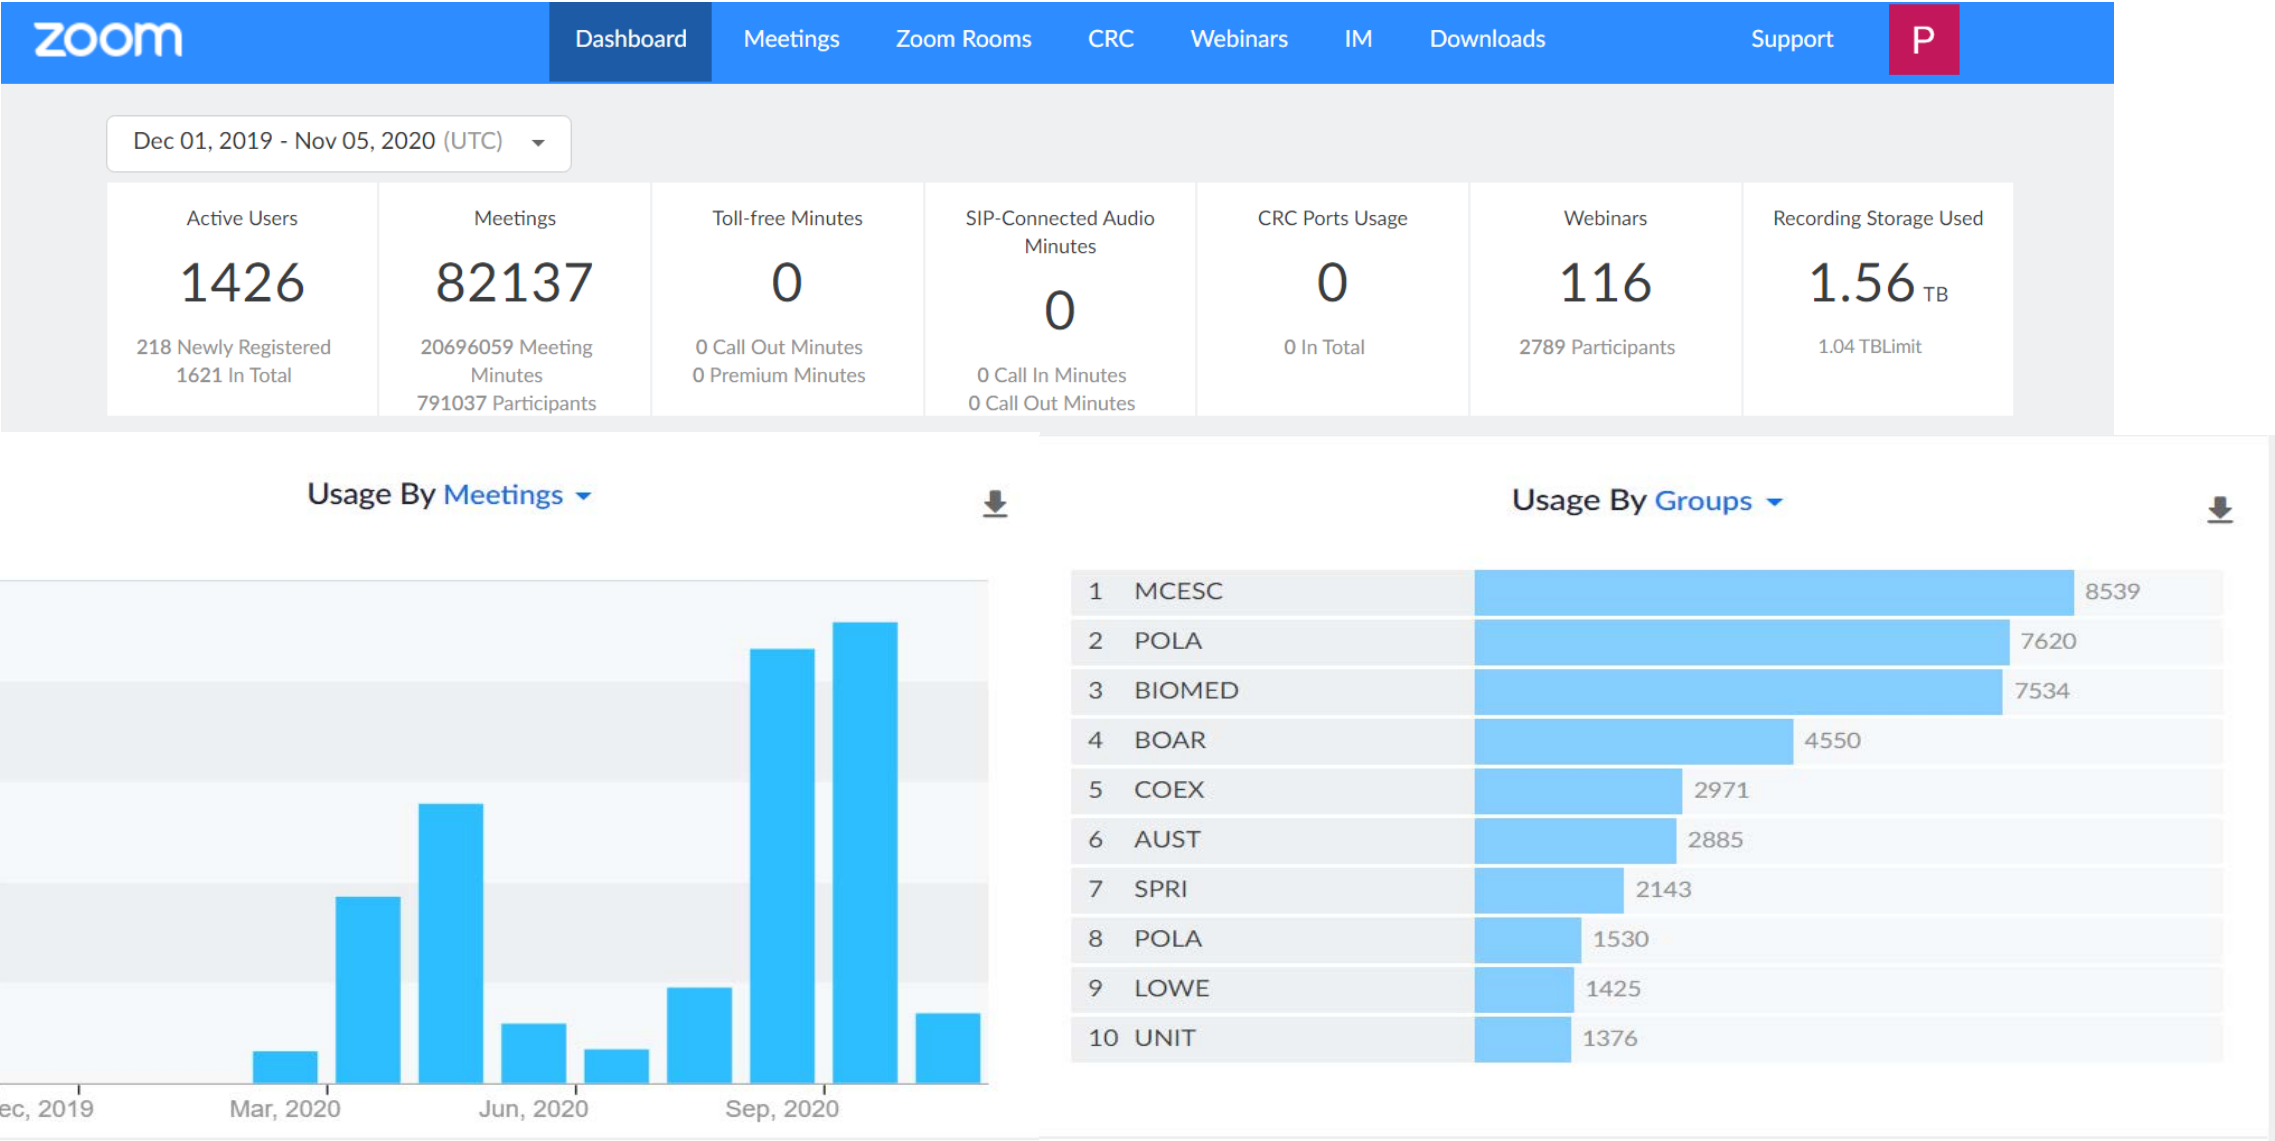 zoom
Dashboard Meetings Zoom Rooms CRC Webinars IM Downloads Support P
Dec 01, 2019 - Nov 05, 2020 (UTC)
Active Users
1426
218 Newly Registered
1621 In Total
Meetings
82137
20696059 Meeting
Minutes
791037 Participants
Toll-free Minutes
0
0 Call Out Minutes
0 Premium Minutes
SIP-Connected Audio
Minutes
0
0 Call In Minutes
0 Call Out Minutes
CRC Ports Usage
0
0 In Total
Webinars
116
2789 Participants
Recording Storage Used
1.56 TB
1.04 TBLimit
Usage By Meetings
ec, 2019 Mar, 2020 Jun, 2020 Sep, 2020
Usage By Groups
1 MCESC 8539
2 POLA 7620
3 BIOMED 7534
4 BOAR 4550
5 COEX 2971
6 AUST 2885
7 SPRI 2143
8 POLA 1530
9 LOWE 1425
10 UNIT 1376